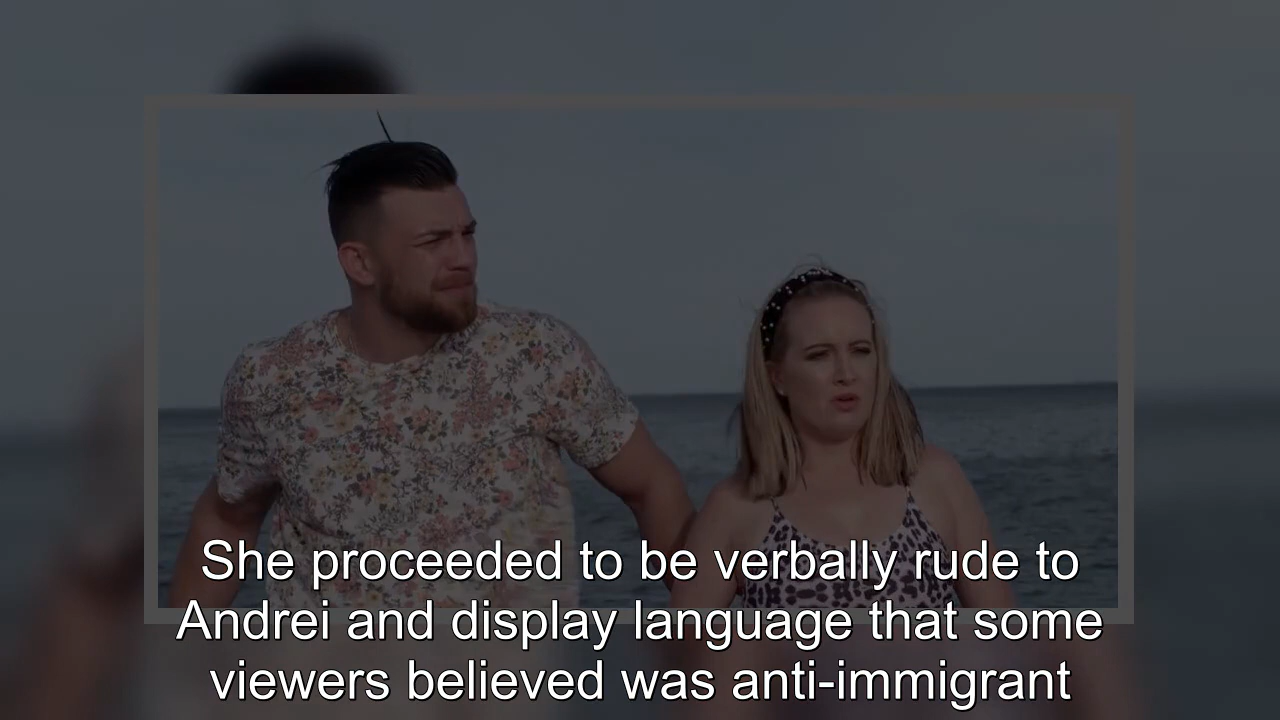 She proceeded to be verbally rude to
Andrei and display language that some
viewers believed was anti-immigrant